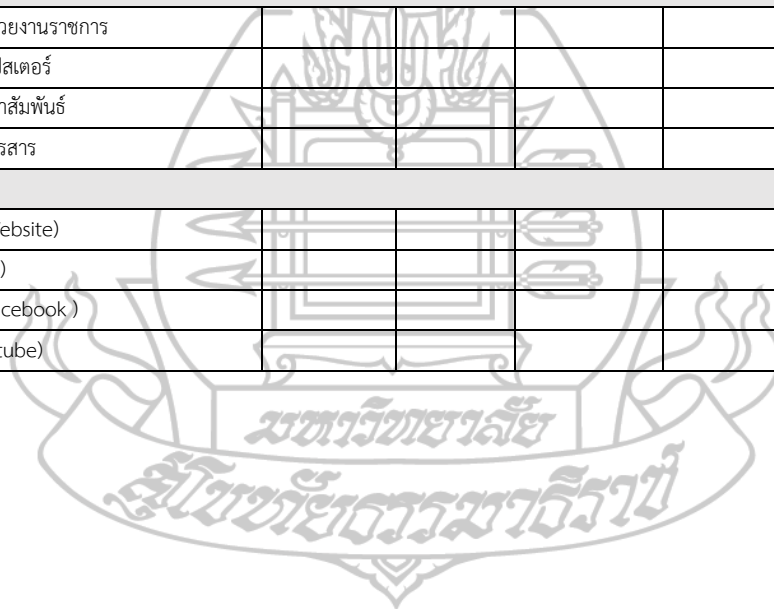 วยงานราชการ
ปสเตอร์
าสัมพันธ์
รสาร
ebsite)
)
cebook )
tube)
มหาวิทยาลัย
สุโขทัยธรรมาธิราช